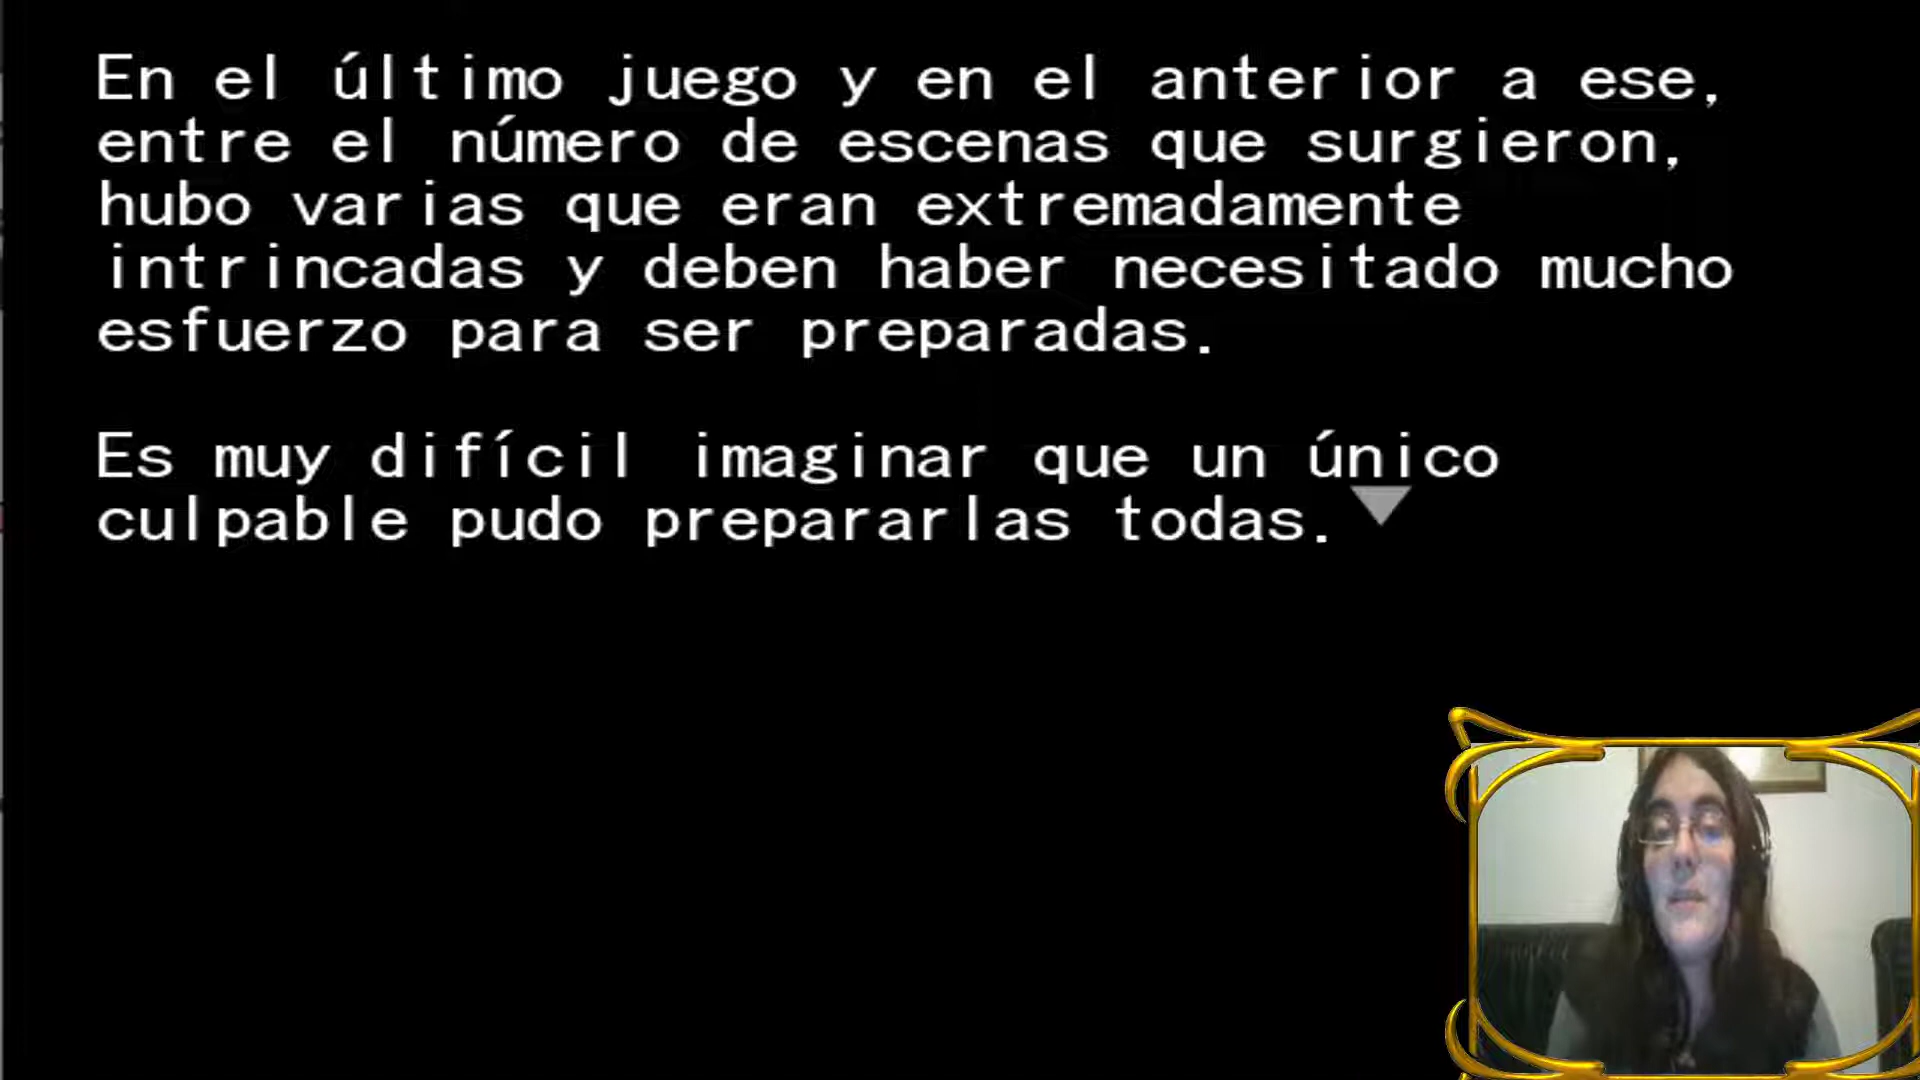 En el último juego y en el anterior a ese,
entre el número de escenas que surgieron,
hubo varias que eran extremadamente
intrincadas y deben haber necesitado mucho
esfuerzo para ser preparadas.
Es muy difícil imaginar que un único
culpable pudo prepararlas todas.